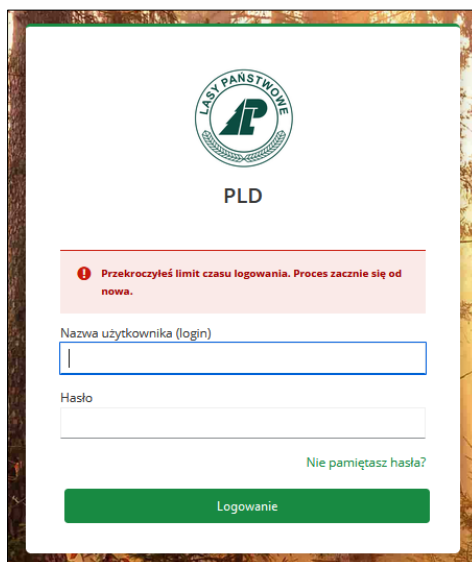 LASY PAŃSTWOWE
PLD
Przekroczyłeś limit czasu logowania. Proces zacznie się od
nowa.
Nazwa użytkownika (login)
Hasło
Nie pamiętasz hasła?
Logowanie